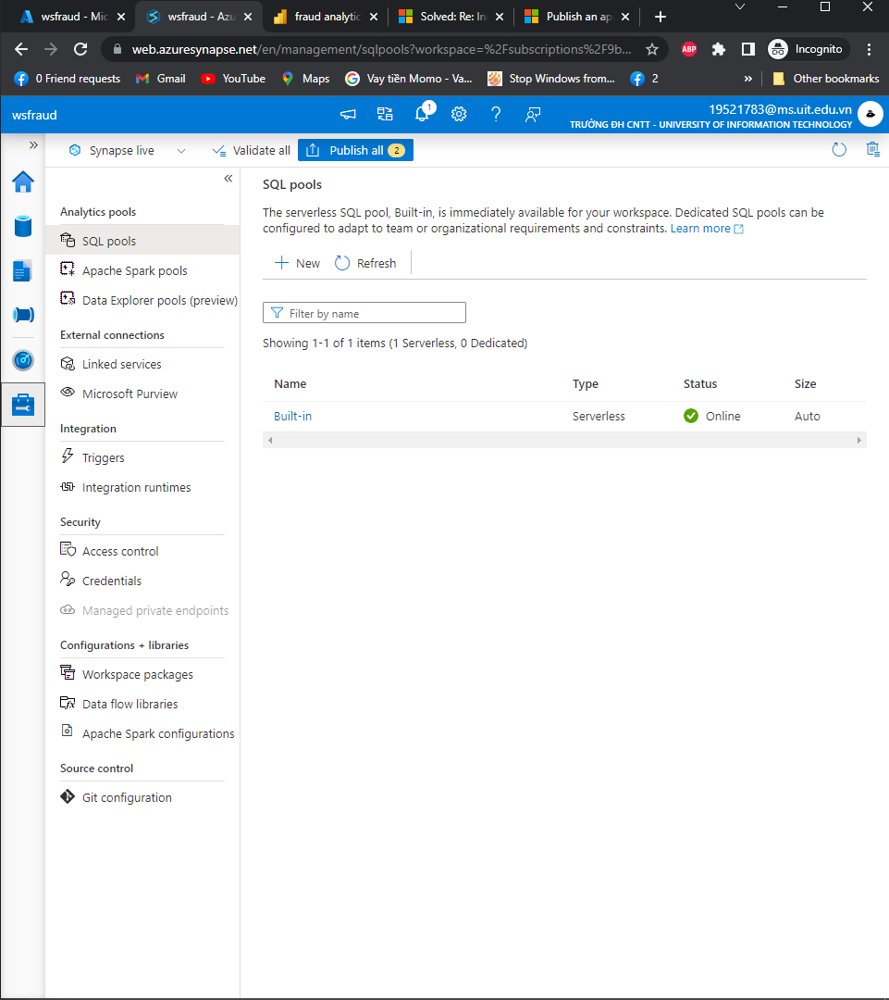 wsfraud - Mic
wsfraud - Azu
fraud analytic
Solved: Re: In
Publish an ap
web.azuresynapse.net/en/management/sqlpools?workspace=%2Fsubscriptions%2F9b...
ABP
Incognito
0 Friend requests
Gmail
YouTube
Maps
Vay tiền Momo - Va...
Stop Windows from...
2
»
Other bookmarks
wsfraud
1
19521783@ms.uit.edu.vn
TRƯỜNG ĐH CNTT - UNIVERSITY OF INFORMATION TECHNOLOGY
Synapse live
Validate all
Publish all 2
Analytics pools
SQL pools
Apache Spark pools
Data Explorer pools (preview)
External connections
Linked services
Microsoft Purview
Integration
Triggers
Integration runtimes
Security
Access control
Credentials
Managed private endpoints
Configurations + libraries
Workspace packages
Data flow libraries
Apache Spark configurations
Source control
Git configuration
SQL pools
The serverless SQL pool, Built-in, is immediately available for your workspace. Dedicated SQL pools can be
configured to adapt to team or organizational requirements and constraints. Learn more
New
Refresh
Filter by name
Showing 1-1 of 1 items (1 Serverless, 0 Dedicated)
Name Type Status Size
Built-in Serverless Online Auto